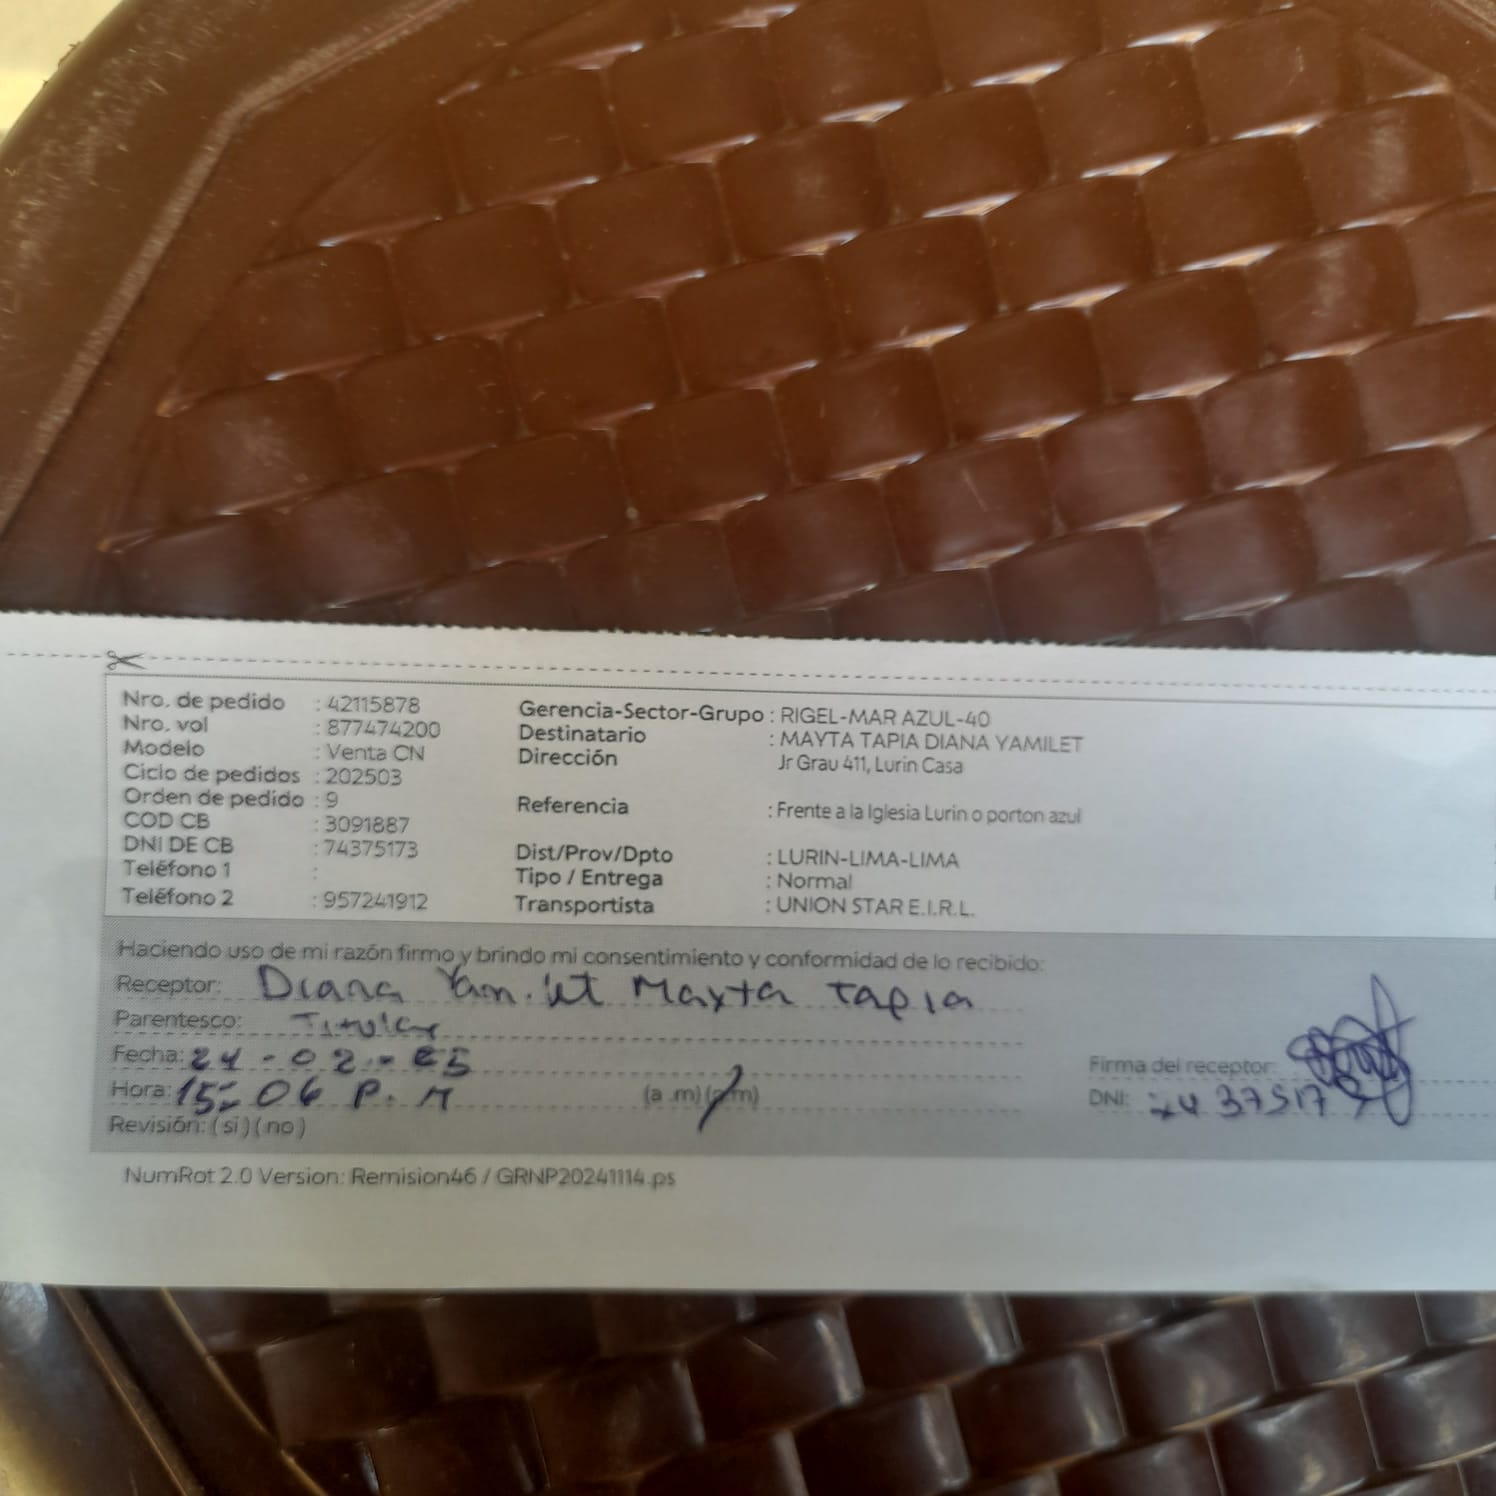 Nro. de pedido : 42115878
Nro. vol : 877474200
Modelo : Venta CN
Ciclo de pedidos : 202503
Orden de pedido : 9
COD CB : 3091887
DNI DE CB : 74375173
Teléfono 1 :
Teléfono 2 : 957241912
Gerencia-Sector-Grupo : RIGEL-MAR AZUL-40
Destinatario : MAYTA TAPIA DIANA YAMILET
Dirección Jr Grau 411, Lurin Casa
Referencia : Frente a la Iglesia Lurin o porton azul
Dist/Prov/Dpto : LURIN-LIMA-LIMA
Tipo / Entrega : Normal
Transportista : UNION STAR E.I.R.L.
Haciendo uso de mi razón firmo y brindo mi consentimiento y conformidad de lo recibido:
Receptor: Diana Yamilet Mayta Tapia
Parentesco: Titular
Fecha: 24-02-25
Hora: 15:06 P.M (a .m) (p.m)
Revisión: ( si ) ( no )
Firma del receptor:
DNI: 74375173
NumRot 2.0 Version: Remision46 / GRNP20241114.ps